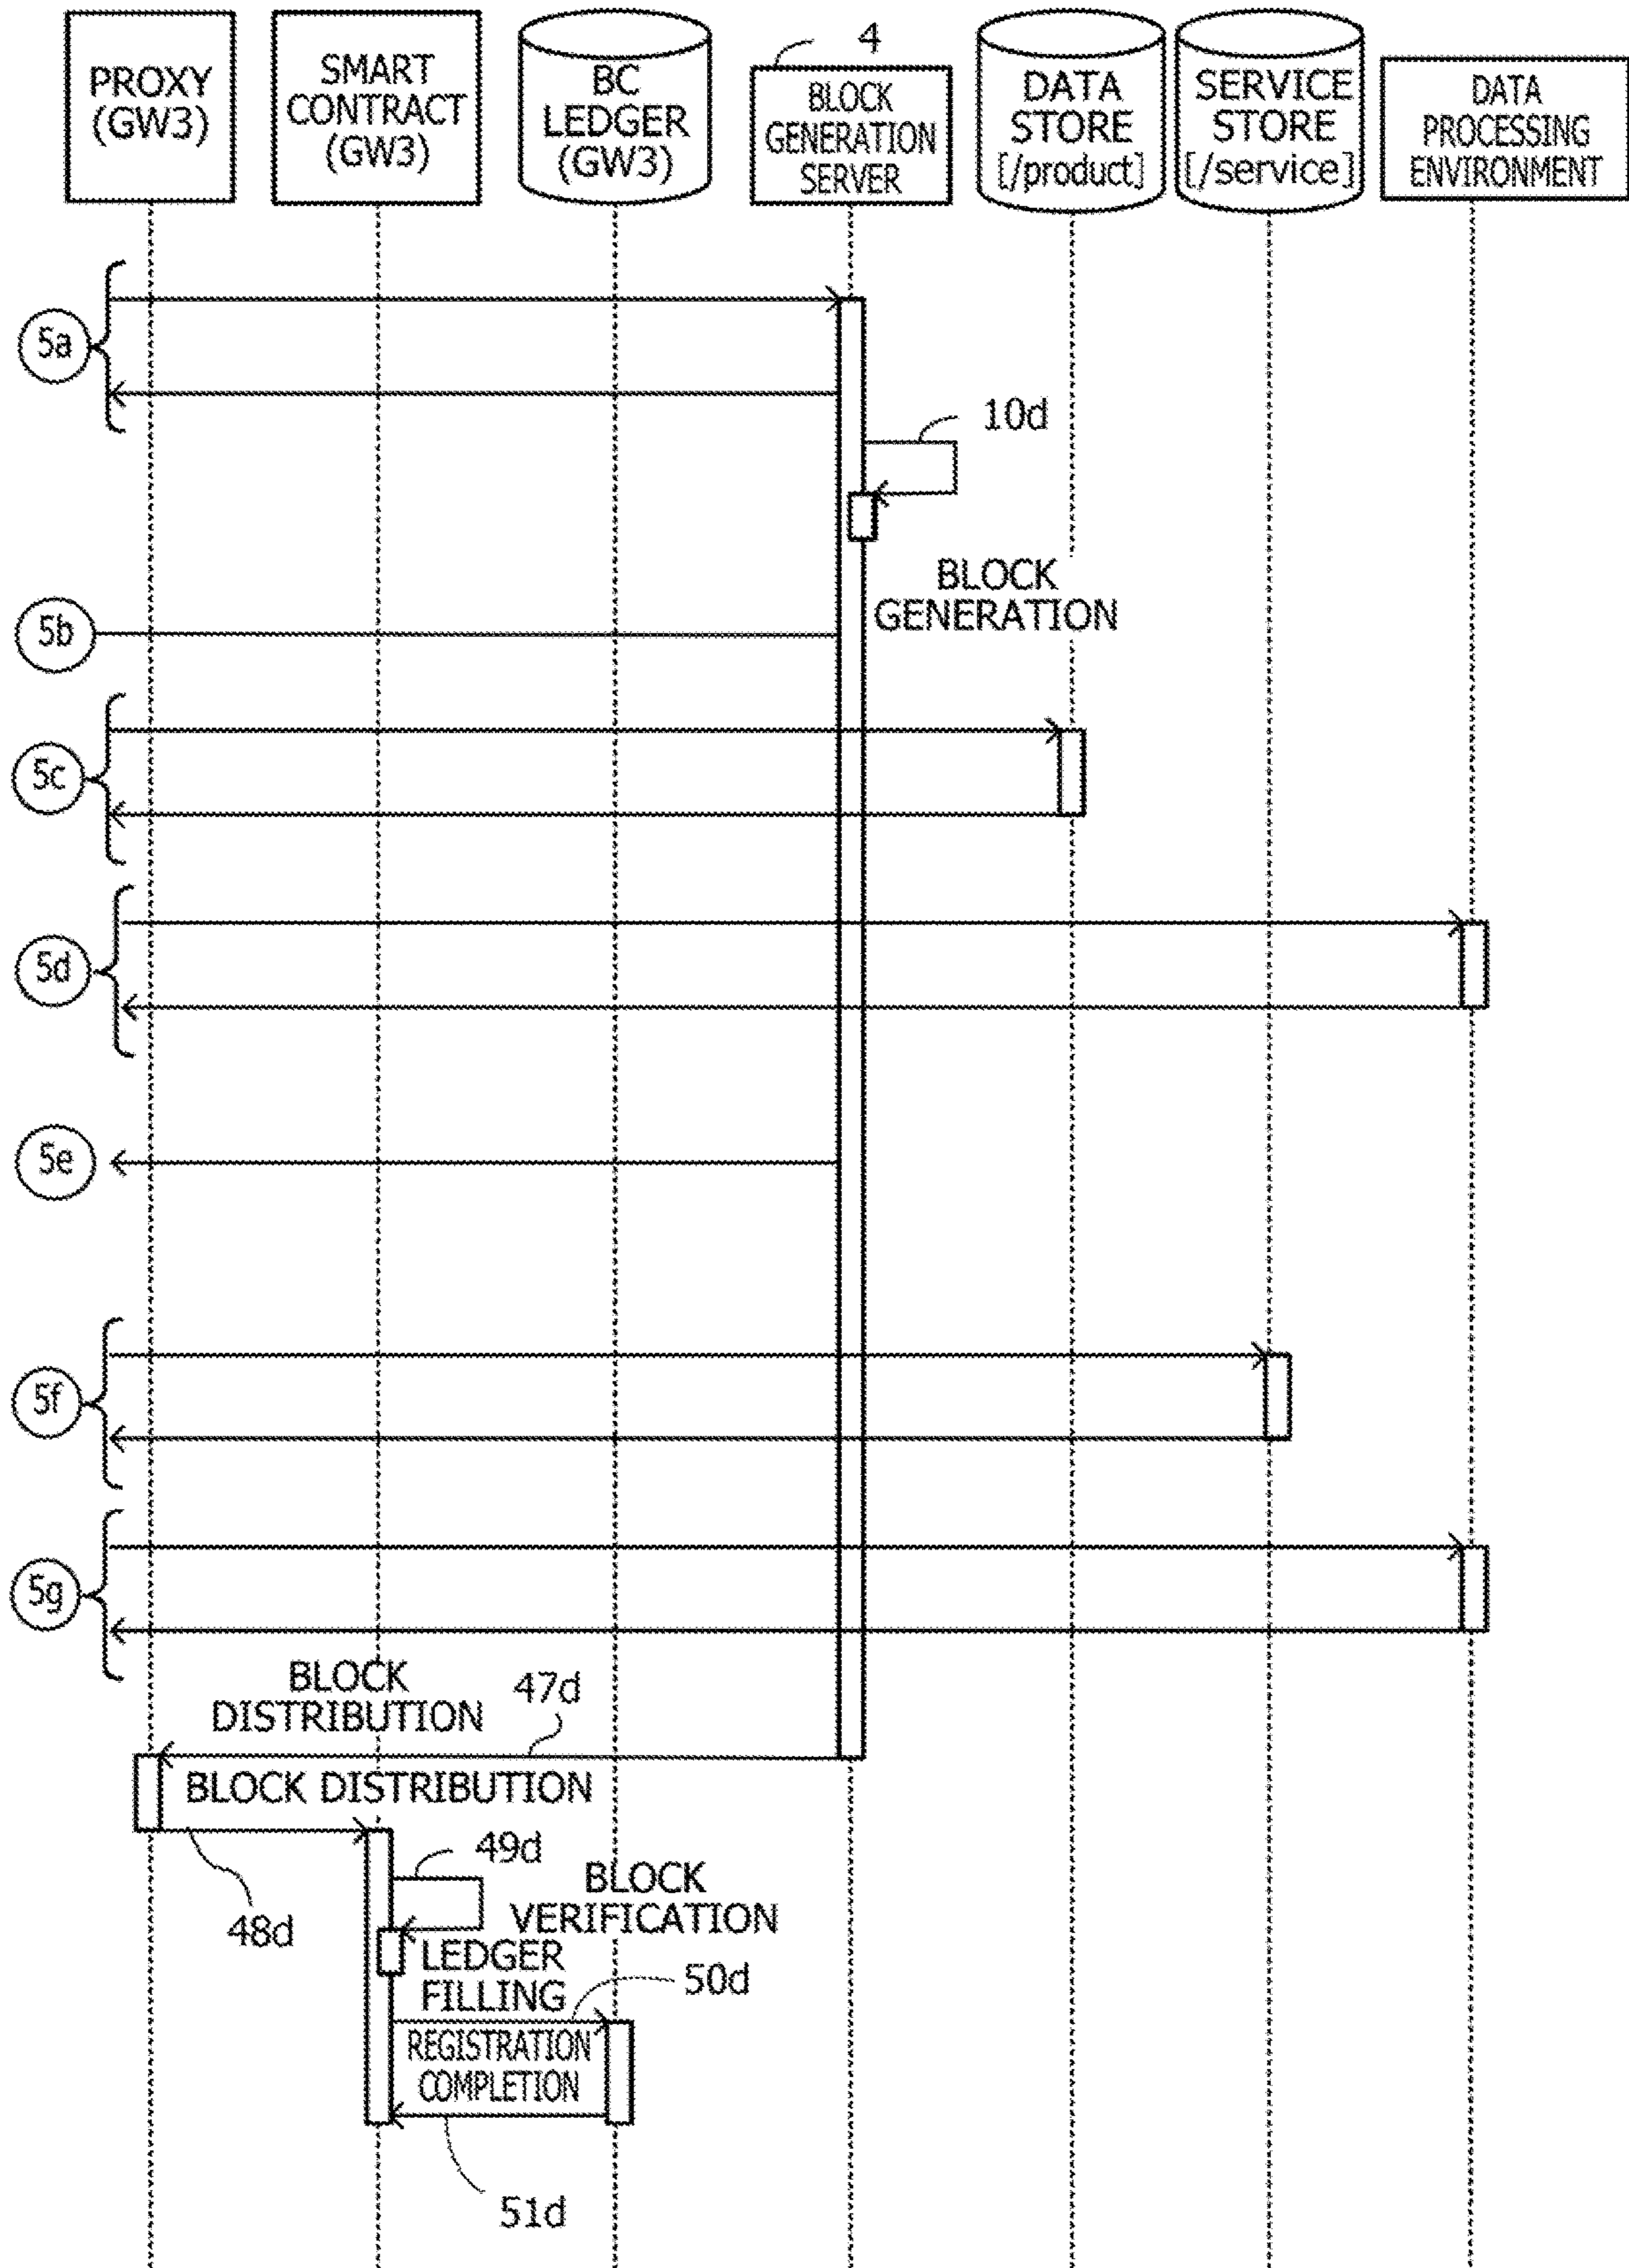 PROXY
(GW3)
SMART
CONTRACT
(GW3)
BC
LEDGER
(GW3)
4
BLOCK
GENERATION
SERVER
DATA
STORE
[/product]
SERVICE
STORE
[/service]
DATA
PROCESSING
ENVIRONMENT
5a
10d
BLOCK
GENERATION
5b
5c
5d
5e
5f
5g
BLOCK
DISTRIBUTION
47d
BLOCK DISTRIBUTION
48d
49d
BLOCK
VERIFICATION
LEDGER
FILLING
50d
REGISTRATION
COMPLETION
51d